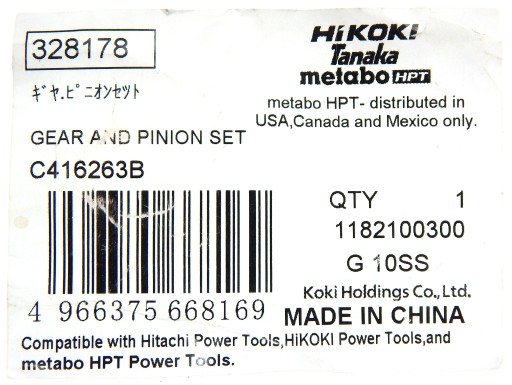 328178
ｷﾞﾔ.ﾋﾟﾆｵﾝｾﾂﾄ
GEAR AND PINION SET
C416263B
HiKOKI
Tanaka
metabo HPT
metabo HPT- distributed in
USA,Canada and Mexico only.
QTY 1
1182100300
G 10SS
Koki Holdings Co.,Ltd.
MADE IN CHINA
4 966375 668169
Compatible with Hitachi Power Tools,HiKOKI Power Tools,and
metabo HPT Power Tools.